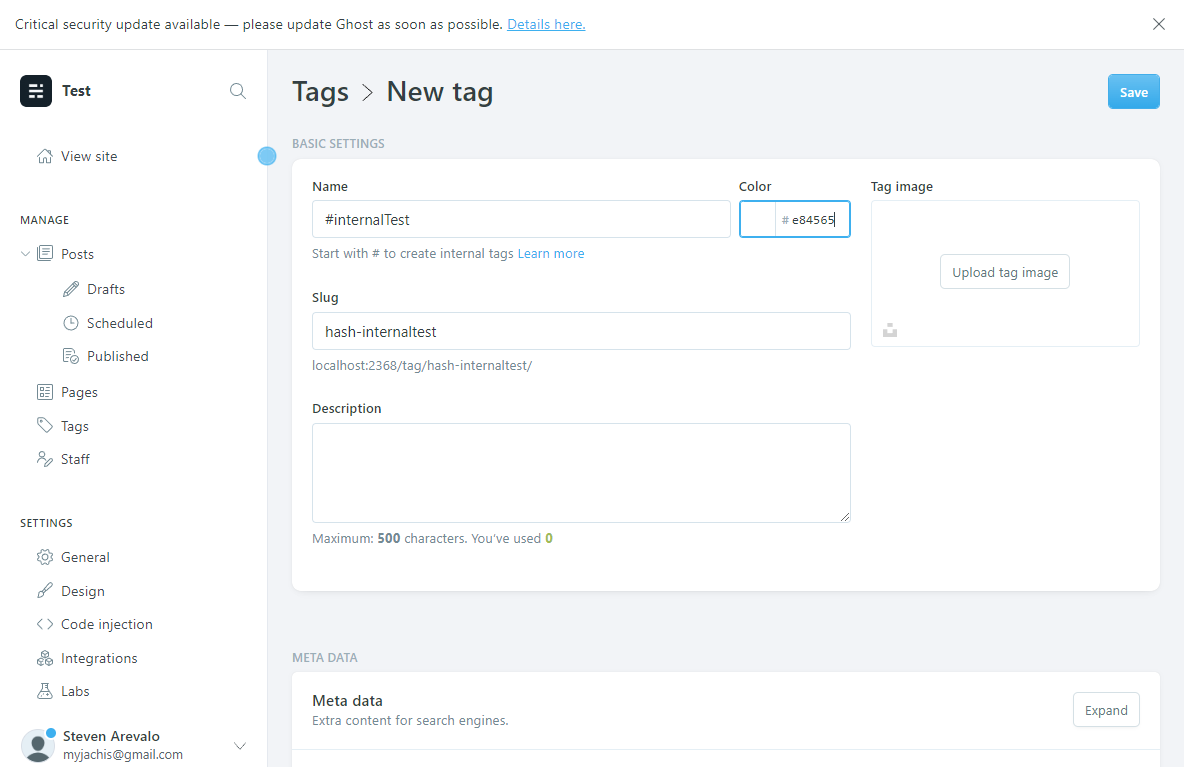 Critical security update available — please update Ghost as soon as possible. Details here.
Test
View site
MANAGE
Posts
Drafts
Scheduled
Published
Pages
Tags
Staff
SETTINGS
General
Design
Code injection
Integrations
Labs
Steven Arevalo
myjachis@gmail.com
Tags > New tag
Save
BASIC SETTINGS
Name
#internalTest
Start with # to create internal tags Learn more
Color
# e84565
Slug
hash-internaltest
localhost:2368/tag/hash-internaltest/
Description
Maximum: 500 characters. You've used 0
Tag image
Upload tag image
META DATA
Meta data
Extra content for search engines.
Expand